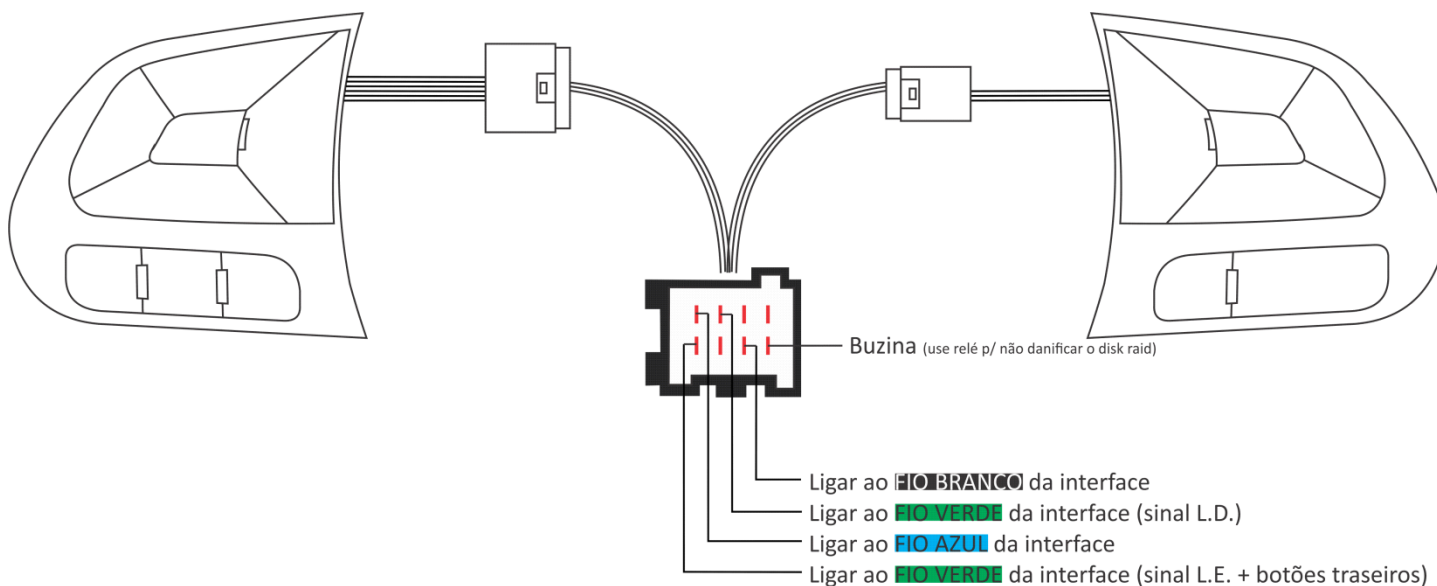 Buzina (use relé p/ não danificar o disk raid)
Ligar ao FIO BRANCO da interface
Ligar ao FIO VERDE da interface (sinal L.D.)
Ligar ao FIO AZUL da interface
Ligar ao FIO VERDE da interface (sinal L.E. + botões traseiros)